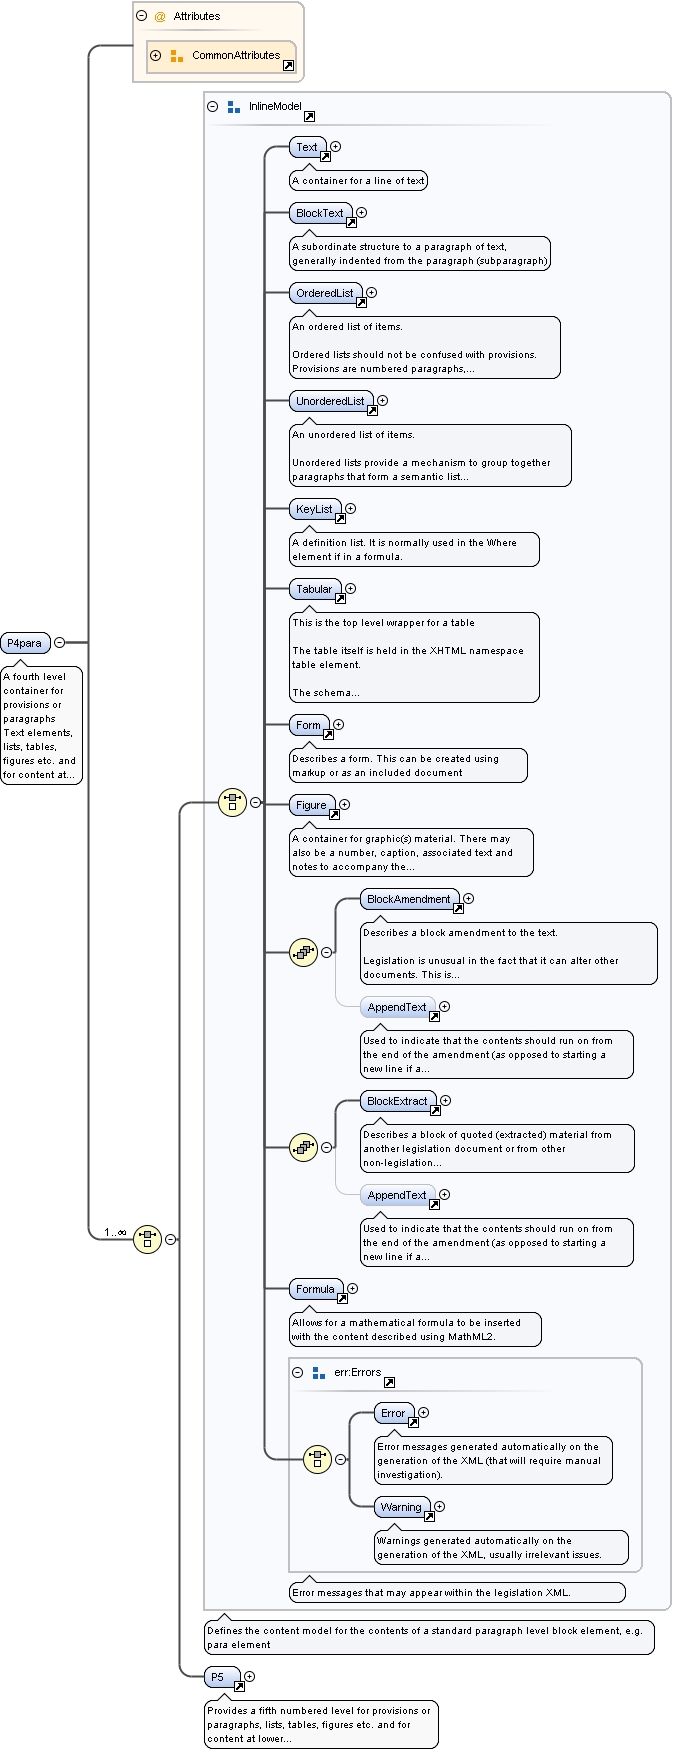 Attributes
CommonAttributes
InlineModel
Text
A container for a line of text
BlockText
A subordinate structure to a paragraph of text,
generally indented from the paragraph (subparagraph)
OrderedList
An ordered list of items.
Ordered lists should not be confused with provisions.
Provisions are numbered paragraphs,...
UnorderedList
An unordered list of items.
Unordered lists provide a mechanism to group together
paragraphs that form a semantic list...
KeyList
A definition list. It is normally used in the Where
element if in a formula.
Tabular
This is the top level wrapper for a table
The table itself is held in the XHTML namespace
table element.
The schema...
P4para
A fourth level
container for
provisions or
paragraphs
Text elements,
lists, tables,
figures etc. and
for content at...
Form
Describes a form. This can be created using
markup or as an included document
Figure
A container for graphic(s) material. There may
also be a number, caption, associated text and
notes to accompany the...
BlockAmendment
Describes a block amendment to the text.
Legislation is unusual in the fact that it can alter other
documents. This is...
AppendText
Used to indicate that the contents should run on from
the end of the amendment (as opposed to starting a
new line if a...
BlockExtract
Describes a block of quoted (extracted) material from
another legislation document or from other
non-legislation...
AppendText
Used to indicate that the contents should run on from
the end of the amendment (as opposed to starting a
new line if a...
1..∞
Formula
Allows for a mathematical formula to be inserted
with the content described using MathML2.
err:Errors
Error
Error messages generated automatically on the
generation of the XML (that will require manual
investigation).
Warning
Warnings generated automatically on the
generation of the XML, usually irrelevant issues.
Error messages that may appear within the legislation XML.
Defines the content model for the contents of a standard paragraph level block element, e.g.
para element
P5
Provides a fifth numbered level for provisions or
paragraphs, lists, tables, figures etc. and for
content at lower...